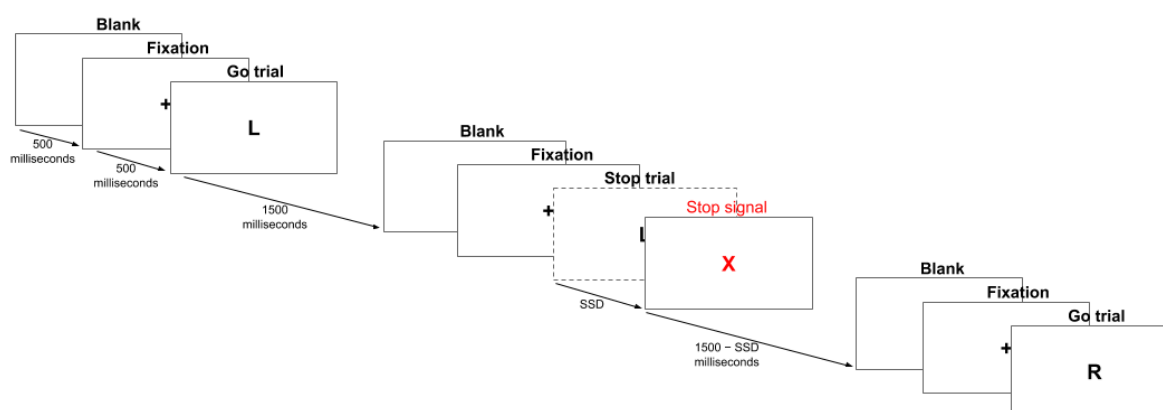 Blank
Fixation
Go trial
+
L
500
milliseconds
500
milliseconds
1500
milliseconds
Blank
Fixation
Stop trial
+
L
Stop signal
X
SSD
1500 − SSD
milliseconds
Blank
Fixation
Go trial
+
R